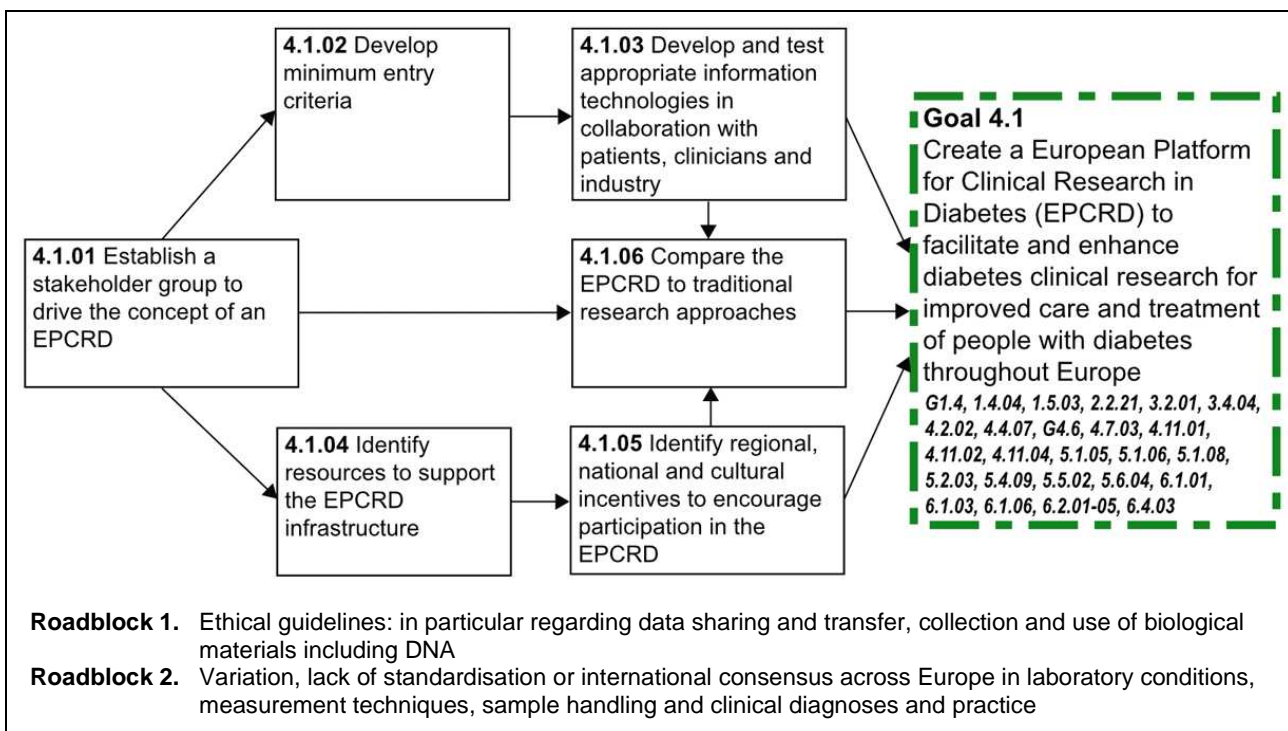 4.1.02 Develop
minimum entry
criteria
4.1.03 Develop and test
appropriate information
technologies in
collaboration with
patients, clinicians and
industry
4.1.01 Establish a
stakeholder group to
drive the concept of an
EPCRD
4.1.06 Compare the
EPCRD to traditional
research approaches
4.1.04 Identify
resources to support
the EPCRD
infrastructure
4.1.05 Identify regional,
national and cultural
incentives to encourage
participation in the
EPCRD
Goal 4.1
Create a European Platform
for Clinical Research in
Diabetes (EPCRD) to
facilitate and enhance
diabetes clinical research for
improved care and treatment
of people with diabetes
throughout Europe
G1.4, 1.4.04, 1.5.03, 2.2.21, 3.2.01, 3.4.04,
4.2.02, 4.4.07, G4.6, 4.7.03, 4.11.01,
4.11.02, 4.11.04, 5.1.05, 5.1.06, 5.1.08,
5.2.03, 5.4.09, 5.5.02, 5.6.04, 6.1.01,
6.1.03, 6.1.06, 6.2.01-05, 6.4.03
Roadblock 1. Ethical guidelines: in particular regarding data sharing and transfer, collection and use of biological
materials including DNA
Roadblock 2. Variation, lack of standardisation or international consensus across Europe in laboratory conditions,
measurement techniques, sample handling and clinical diagnoses and practice